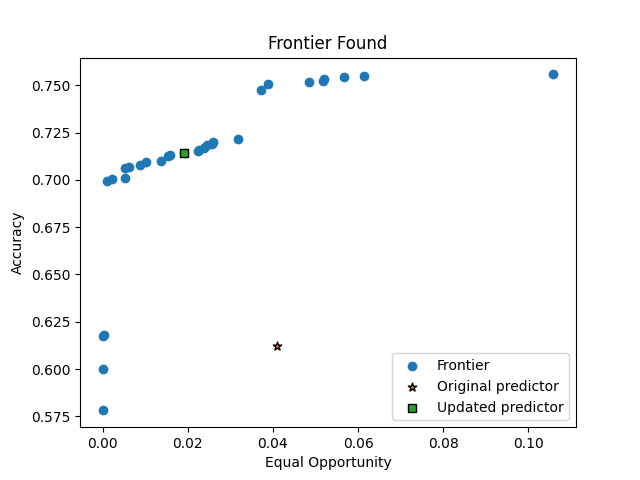 Frontier Found
Accuracy
0.750
0.725
0.700
0.675
0.650
0.625
0.600
0.575
Frontier
Original predictor
Updated predictor
0.00 0.02 0.04 0.06 0.08 0.10
Equal Opportunity